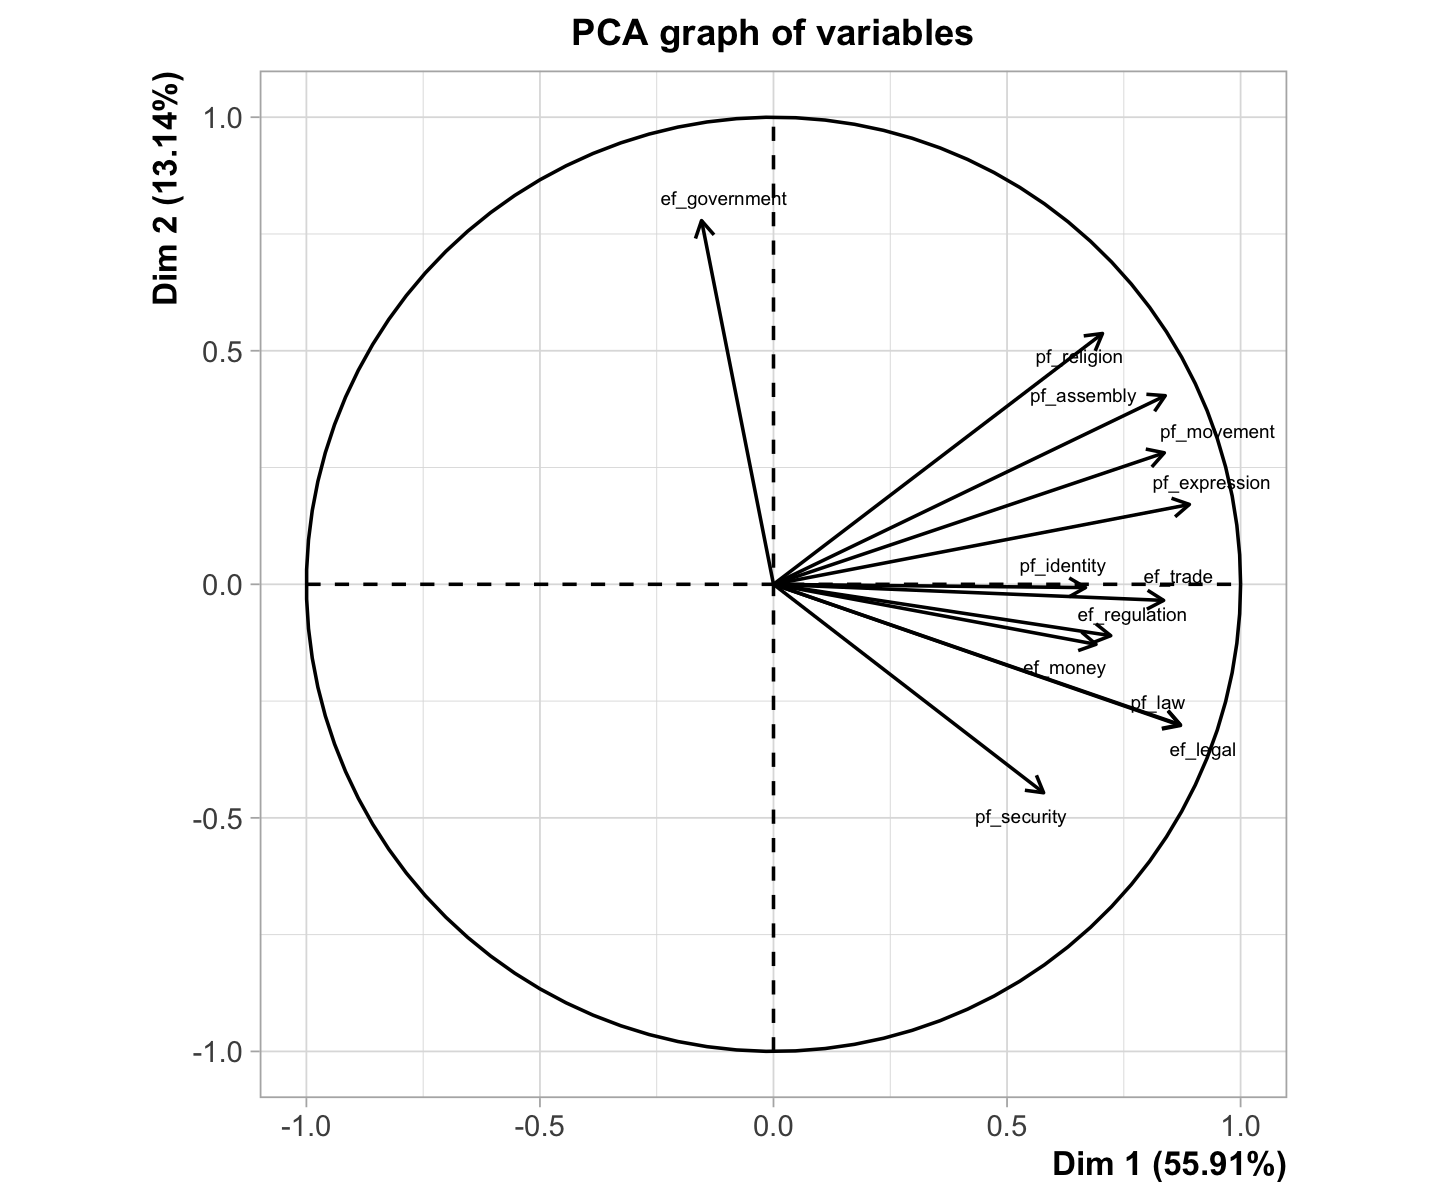 PCA graph of variables
Dim 2 (13.14%)
1.0
0.5
0.0
-0.5
-1.0
ef_government
pf_religion
pf_assembly
pf_movement
pf_expression
pf_identity
ef_trade
ef_regulation
ef_money
pf_law
ef_legal
pf_security
-1.0
-0.5
0.0
0.5
1.0
Dim 1 (55.91%)